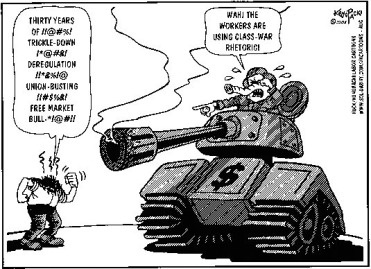 THIRTY YEARS
OF !!@#%!
TRICKLE-DOWN
!*@##&!
DEREGULATION
!!*&%!@
UNION-BUSTING
!!#$%&!
FREE MARKET
BULL-*!@#!!
WAH! THE
WORKERS ARE
USING CLASS-WAR
RHETORIC!
$